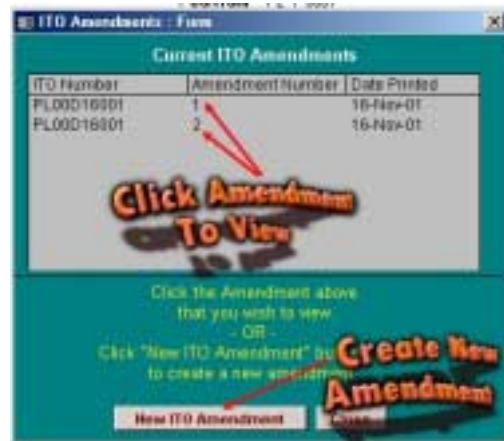 ITO Amendments : Form
Current ITO Amendments
ITO Number Amendment Number Date Printed
PL00D16001 1 16-Nov-01
PL00D16001 2 16-Nov-01
Click Amendment
To View
Click the Amendment above
that you wish to view
- OR -
Click "New ITO Amendment"
to create a new amendment
Create New
Amendment
New ITO Amendment